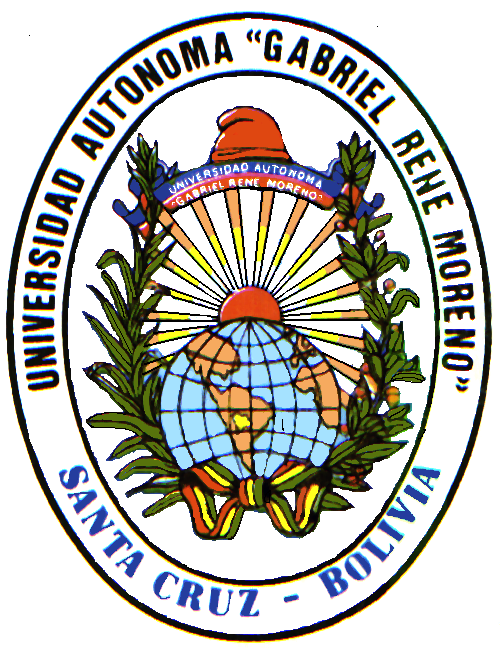 UNIVERSIDAD AUTONOMA "GABRIEL RENE MORENO"
UNIVERSIDAD AUTONOMA
"GABRIEL RENE MORENO"
SANTA CRUZ - BOLIVIA